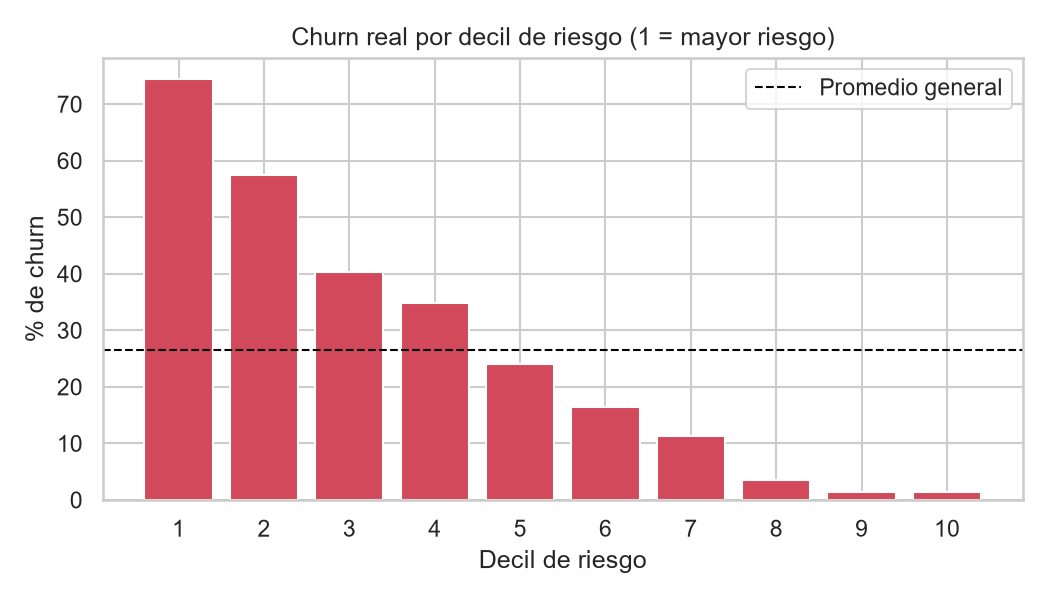 Churn real por decil de riesgo (1 = mayor riesgo)
Promedio general
% de churn
70
60
50
40
30
20
10
0
1 2 3 4 5 6 7 8 9 10
Decil de riesgo